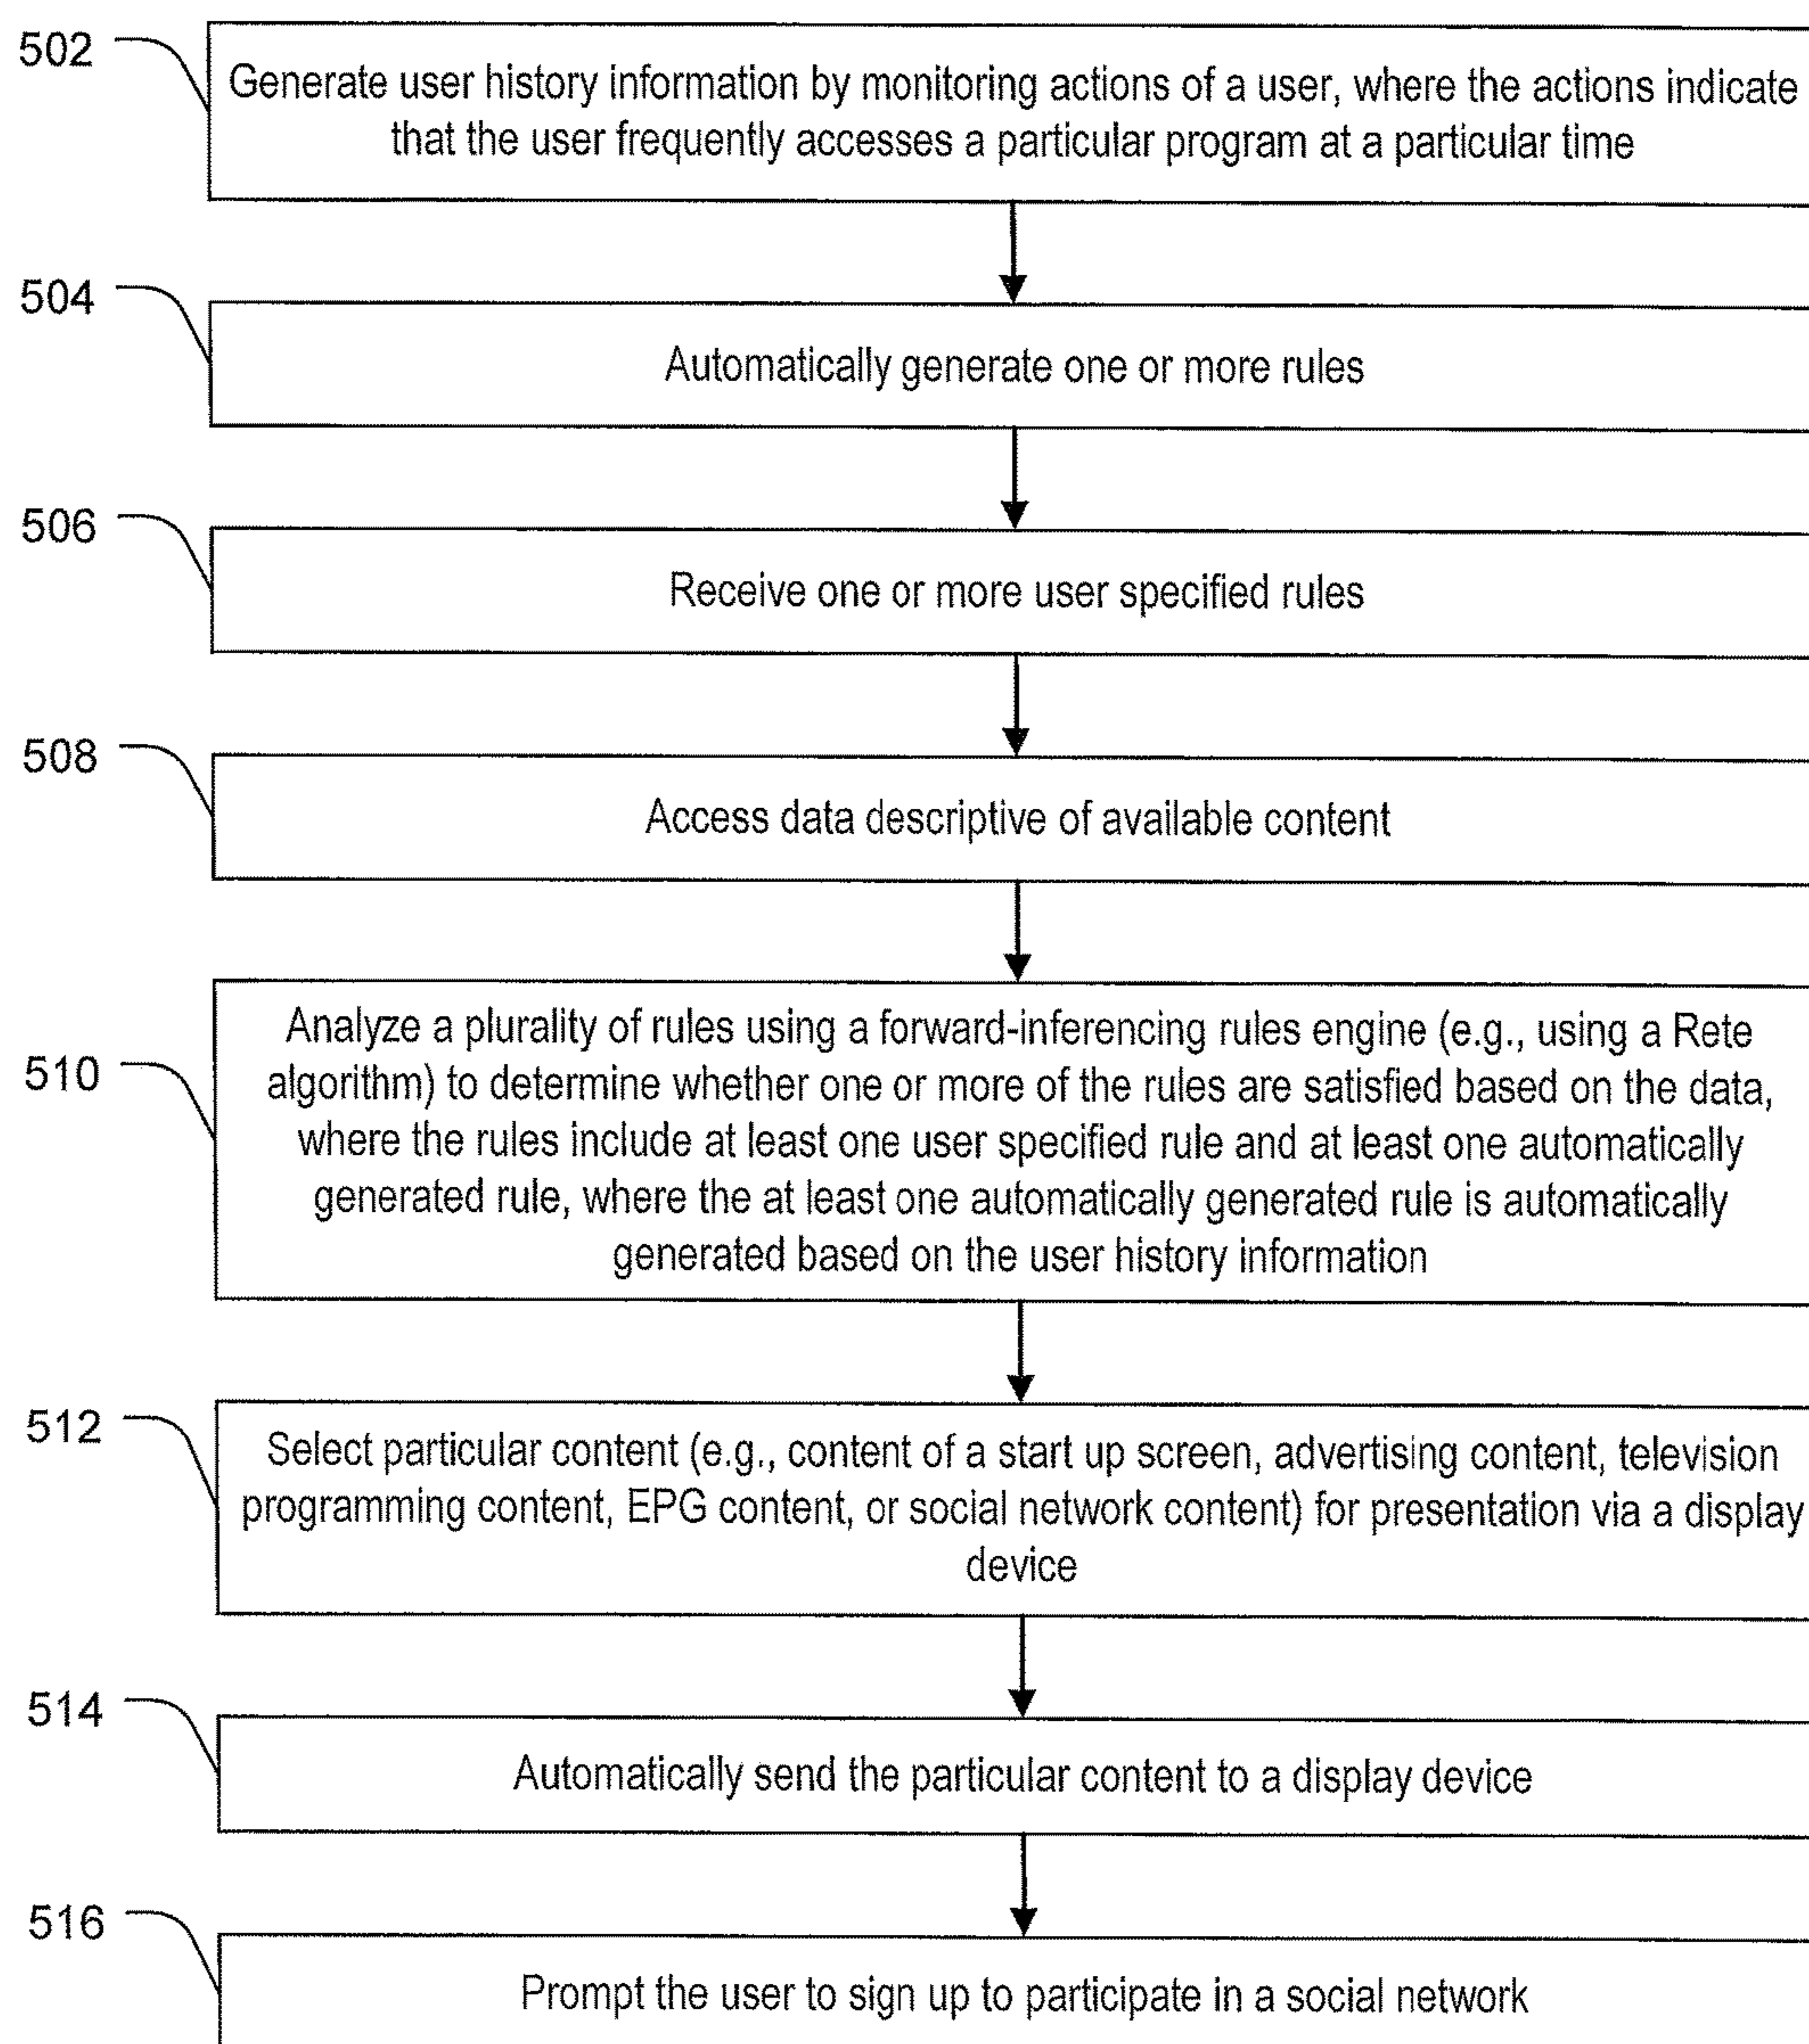 502
Generate user history information by monitoring actions of a user, where the actions indicate
that the user frequently accesses a particular program at a particular time
504
Automatically generate one or more rules
506
Receive one or more user specified rules
508
Access data descriptive of available content
510
Analyze a plurality of rules using a forward-inferencing rules engine (e.g., using a Rete
algorithm) to determine whether one or more of the rules are satisfied based on the data,
where the rules include at least one user specified rule and at least one automatically
generated rule, where the at least one automatically generated rule is automatically
generated based on the user history information
512
Select particular content (e.g., content of a start up screen, advertising content, television
programming content, EPG content, or social network content) for presentation via a display
device
514
Automatically send the particular content to a display device
516
Prompt the user to sign up to participate in a social network